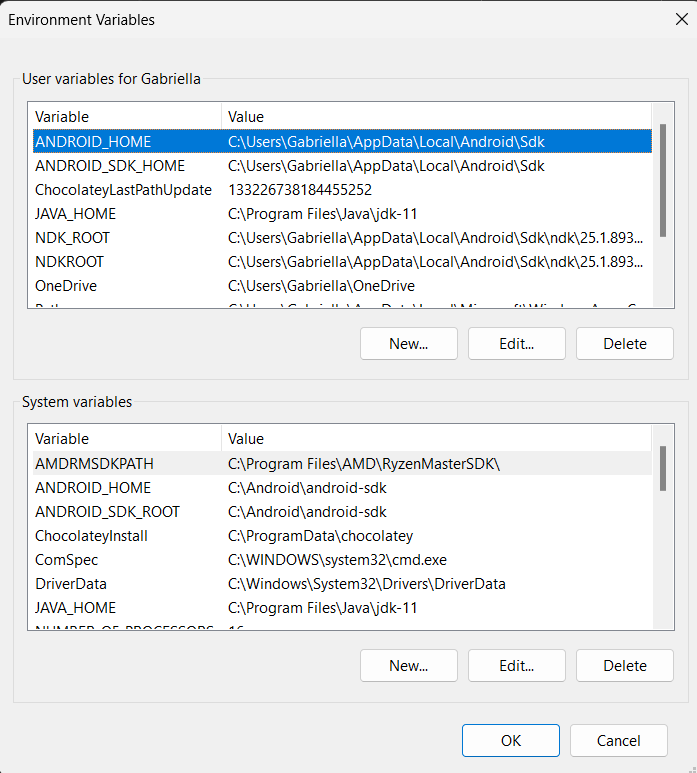 Environment Variables
User variables for Gabriella
Variable Value
ANDROID_HOME C:\Users\Gabriella\AppData\Local\Android\Sdk
ANDROID_SDK_HOME C:\Users\Gabriella\AppData\Local\Android\Sdk
ChocolateyLastPathUpdate 133226738184455252
JAVA_HOME C:\Program Files\Java\jdk-11
NDK_ROOT C:\Users\Gabriella\AppData\Local\Android\Sdk\ndk\25.1.893...
NDKROOT C:\Users\Gabriella\AppData\Local\Android\Sdk\ndk\25.1.893...
OneDrive C:\Users\Gabriella\OneDrive
New... Edit... Delete
System variables
Variable Value
AMDRMSDKPATH C:\Program Files\AMD\RyzenMasterSDK\
ANDROID_HOME C:\Android\android-sdk
ANDROID_SDK_ROOT C:\Android\android-sdk
ChocolateyInstall C:\ProgramData\chocolatey
ComSpec C:\WINDOWS\system32\cmd.exe
DriverData C:\Windows\System32\Drivers\DriverData
JAVA_HOME C:\Program Files\Java\jdk-11
NUMBER_OF_PROCESSORS 16
New... Edit... Delete
OK Cancel